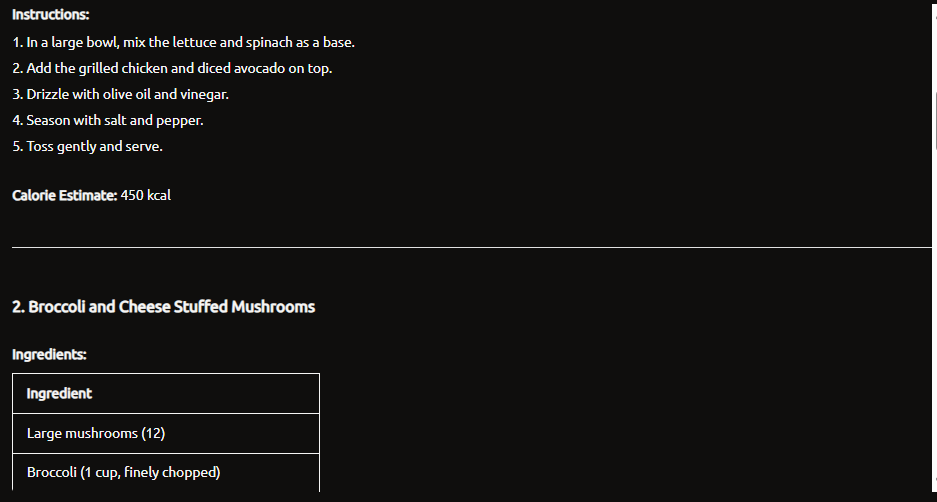 Instructions:
1. In a large bowl, mix the lettuce and spinach as a base.
2. Add the grilled chicken and diced avocado on top.
3. Drizzle with olive oil and vinegar.
4. Season with salt and pepper.
5. Toss gently and serve.
Calorie Estimate: 450 kcal
2. Broccoli and Cheese Stuffed Mushrooms
Ingredients:
Ingredient
Large mushrooms (12)
Broccoli (1 cup, finely chopped)